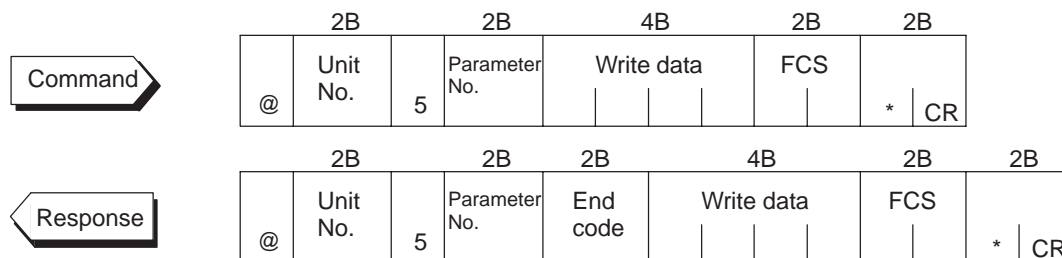 2B 2B 4B 2B 2B
Command
@ Unit No. 5 Parameter No. Write data FCS * CR
2B 2B 2B 4B 2B 2B
Response
@ Unit No. 5 Parameter No. End code Write data FCS * CR